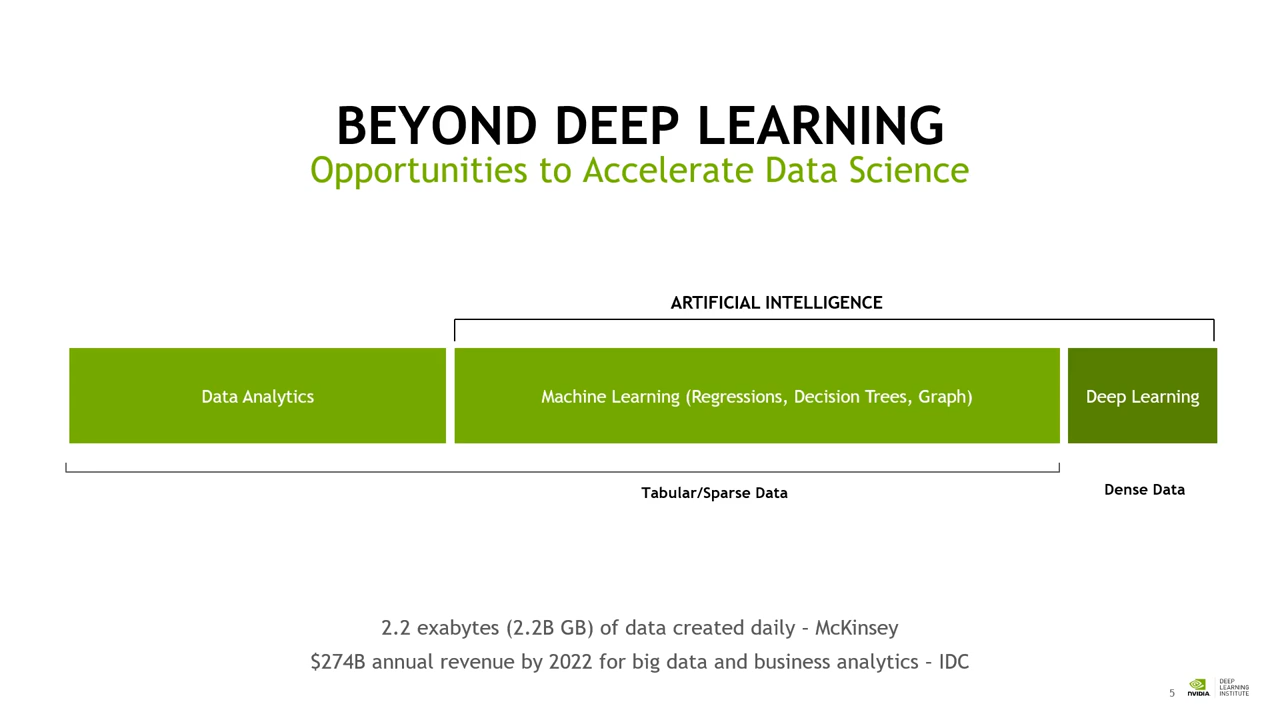 BEYOND DEEP LEARNING
Opportunities to Accelerate Data Science
ARTIFICIAL INTELLIGENCE
Data Analytics
Machine Learning (Regressions, Decision Trees, Graph)
Deep Learning
Tabular/Sparse Data
Dense Data
2.2 exabytes (2.2B GB) of data created daily – McKinsey
$274B annual revenue by 2022 for big data and business analytics – IDC
5
NVIDIA
DEEP
LEARNING
INSTITUTE